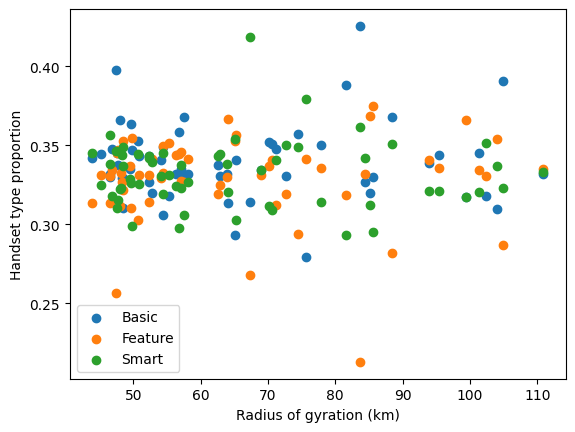 0.40
0.35
0.30
0.25
Handset type proportion
Basic
Feature
Smart
50
60
70
80
90
100
110
Radius of gyration (km)